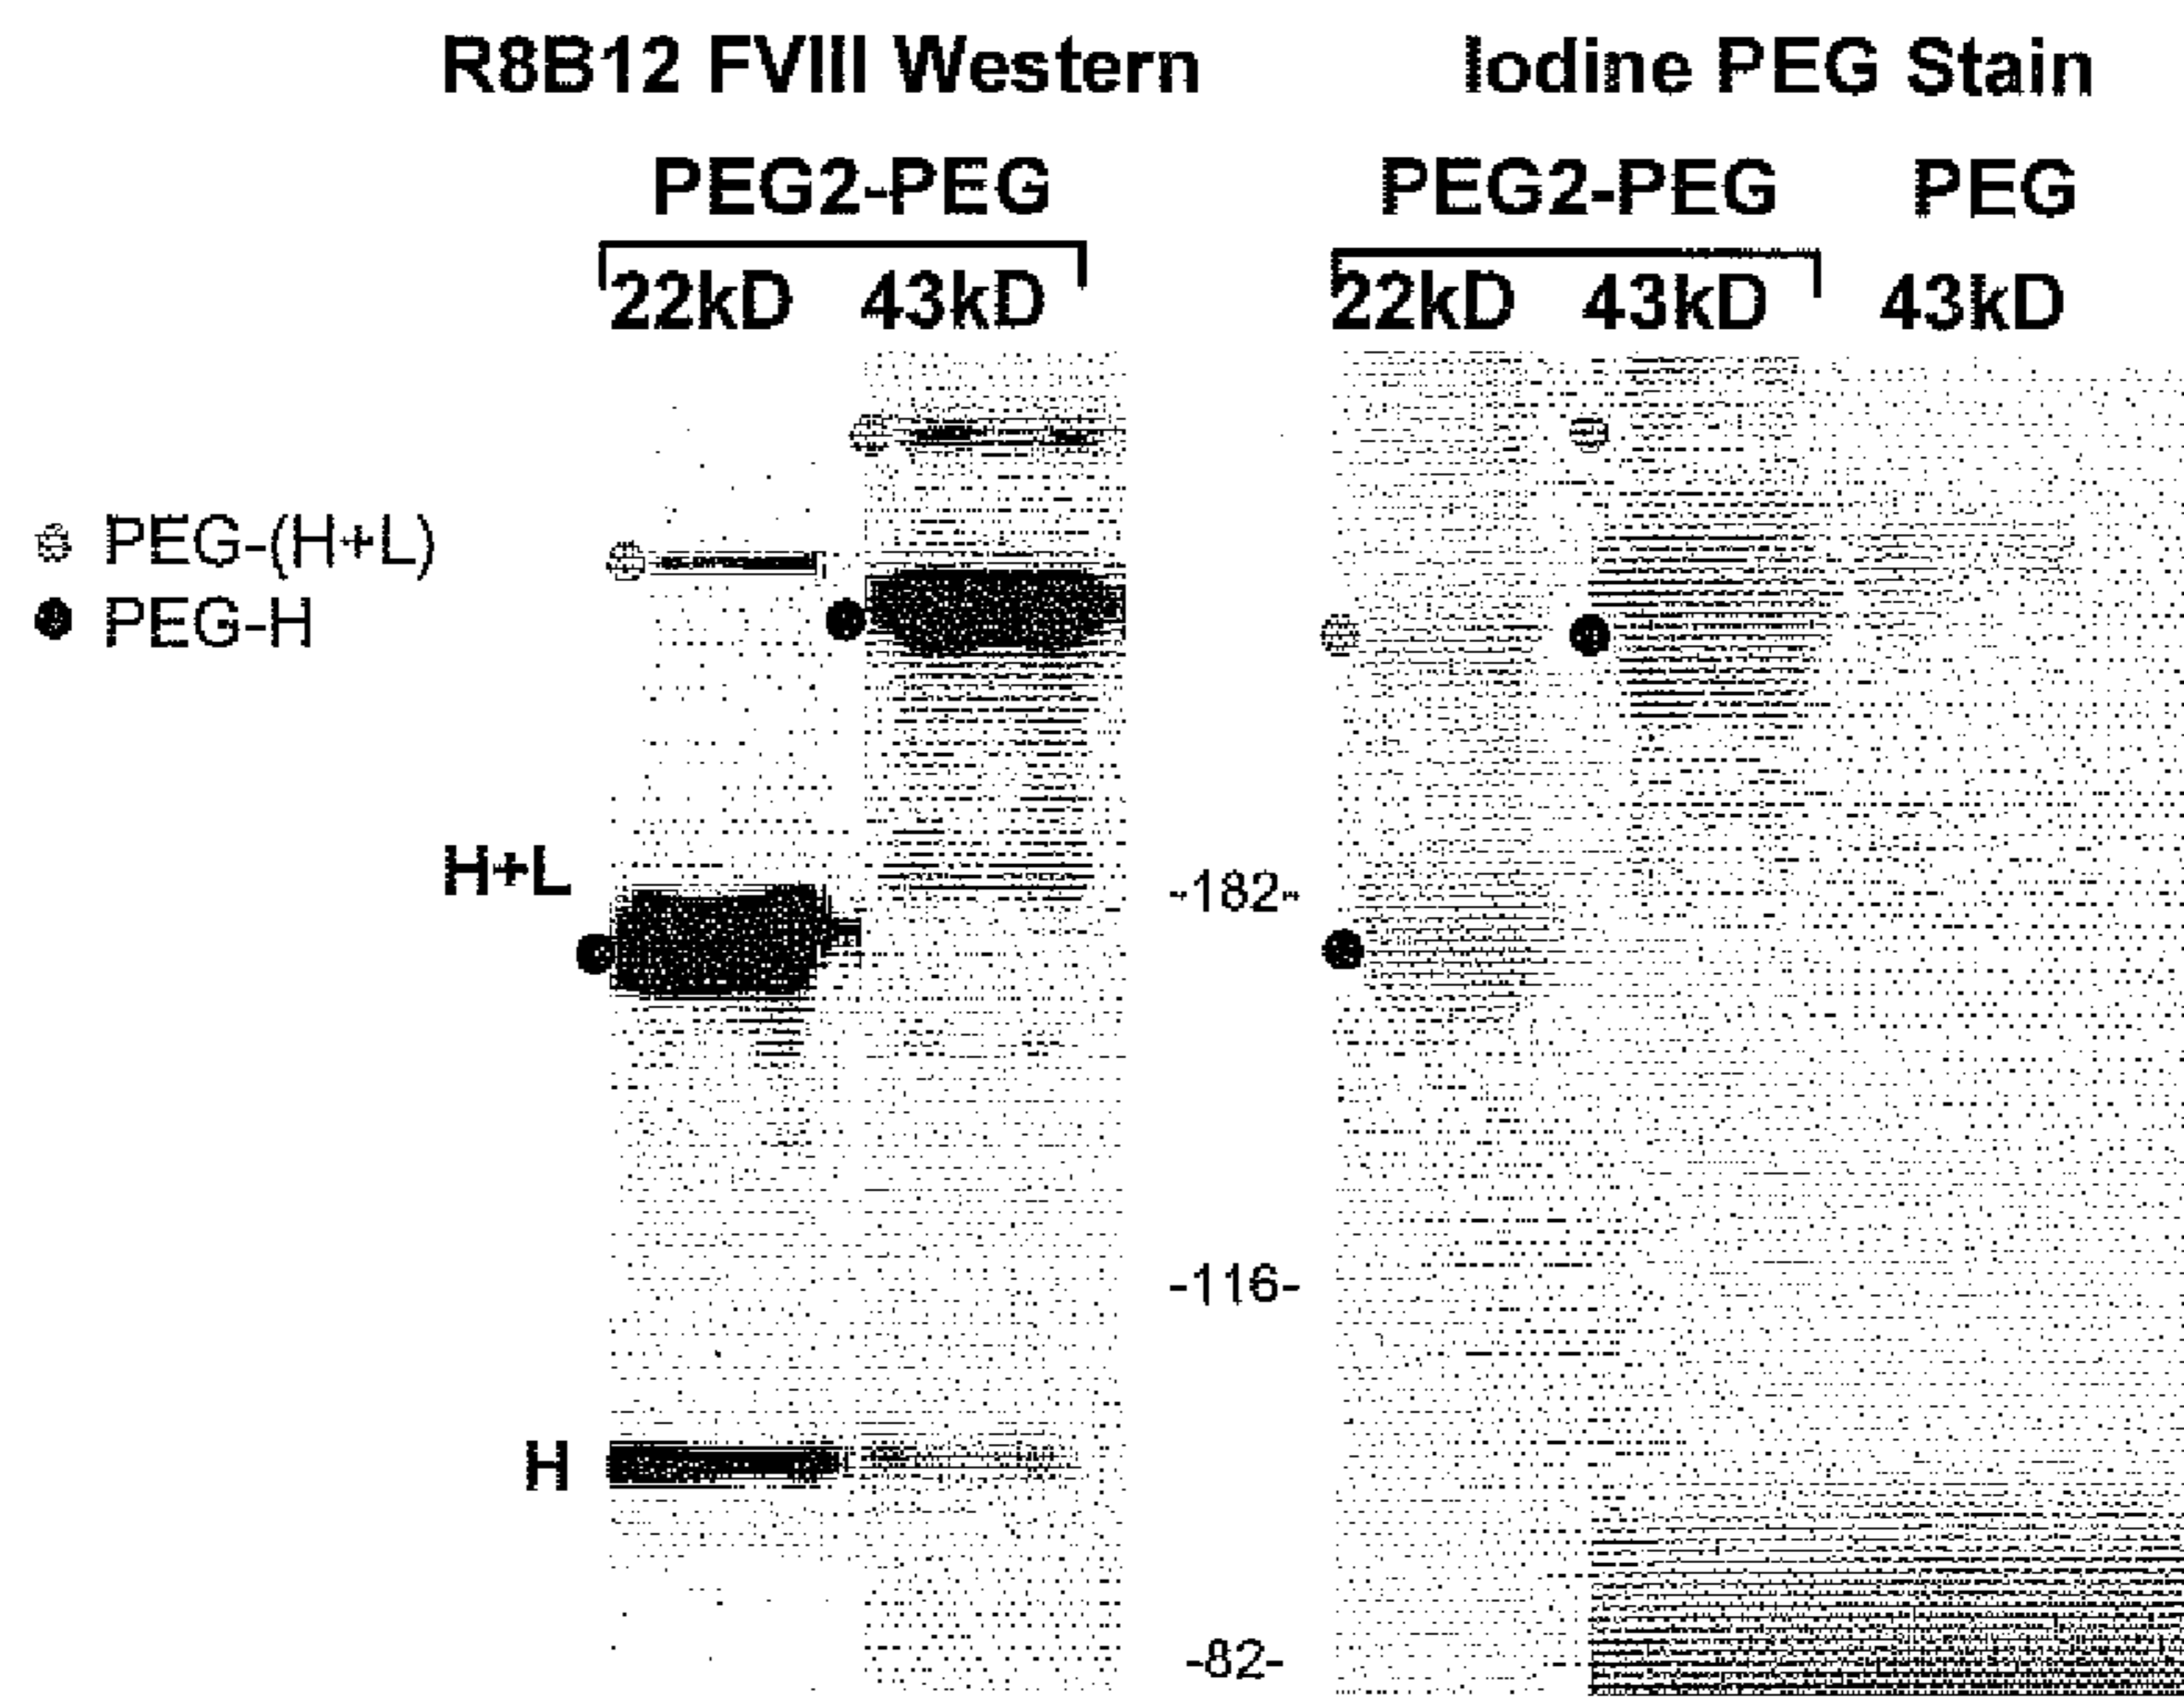 R8B12 FVIII Western Iodine PEG Stain
PEG2-PEG PEG2-PEG PEG
22kD 43kD 22kD 43kD 43kD
PEG-(H+L)
PEG-H
H+L
-182-
-116-
H
-82-